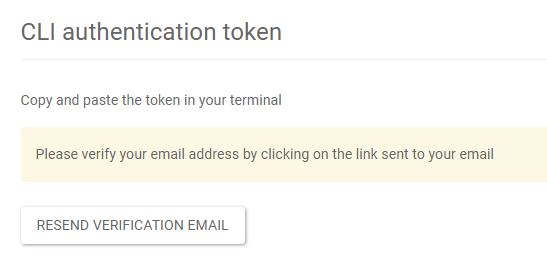 CLI authentication token
Copy and paste the token in your terminal
Please verify your email address by clicking on the link sent to your email
RESEND VERIFICATION EMAIL